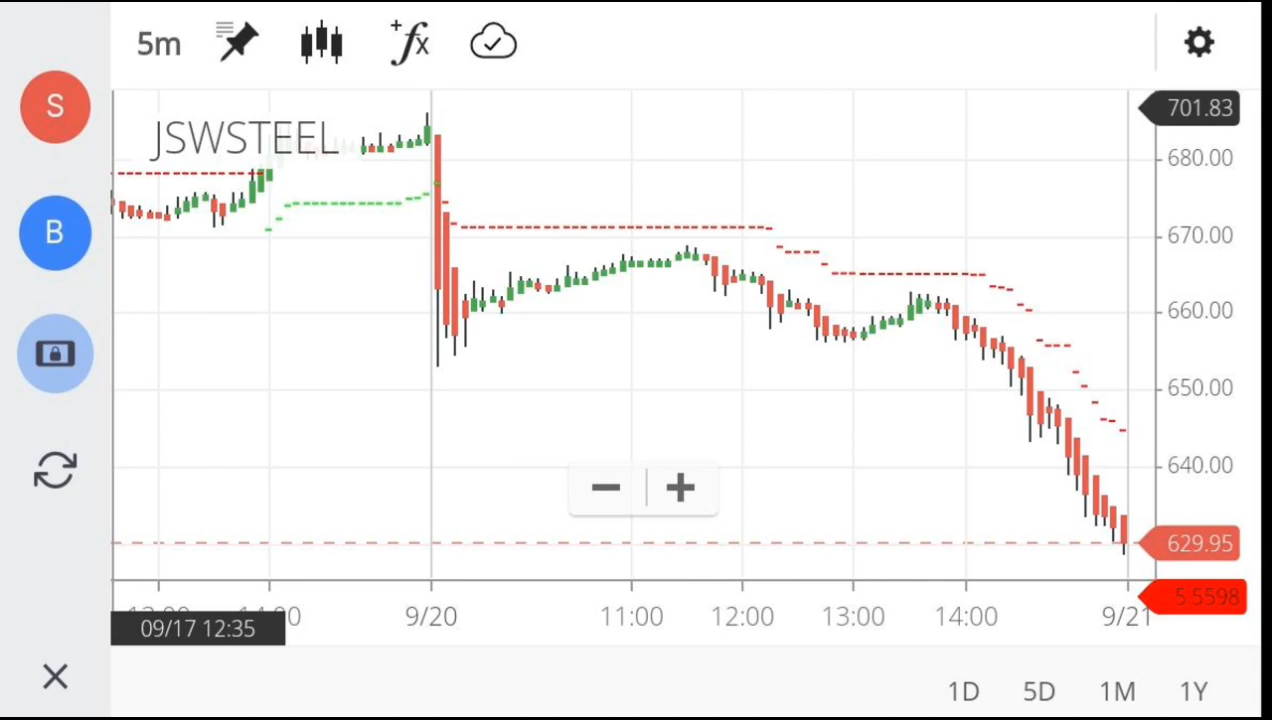 5m
S
701.83
JSWSTEEL
680.00
B
670.00
660.00
650.00
640.00
629.95
5.5598
9/20 11:00 12:00 13:00 14:00 9/21
09/17 12:35
1D 5D 1M 1Y